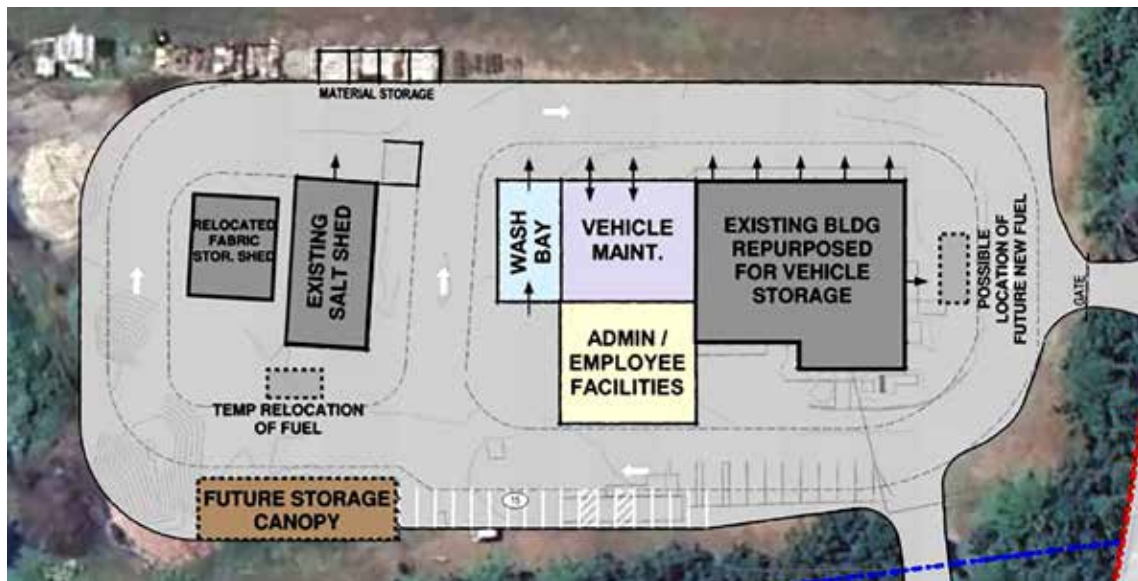 MATERIAL STORAGE
RELOCATED
FABRIC
STOR. SHED
EXISTING
SALT SHED
WASH
BAY
VEHICLE
MAINT.
EXISTING BLDG
REPURPOSED
FOR VEHICLE
STORAGE
POSSIBLE
LOCATION OF
FUTURE NEW FUEL
GATE
ADMIN /
EMPLOYEE
FACILITIES
TEMP RELOCATION
OF FUEL
FUTURE STORAGE
CANOPY
15